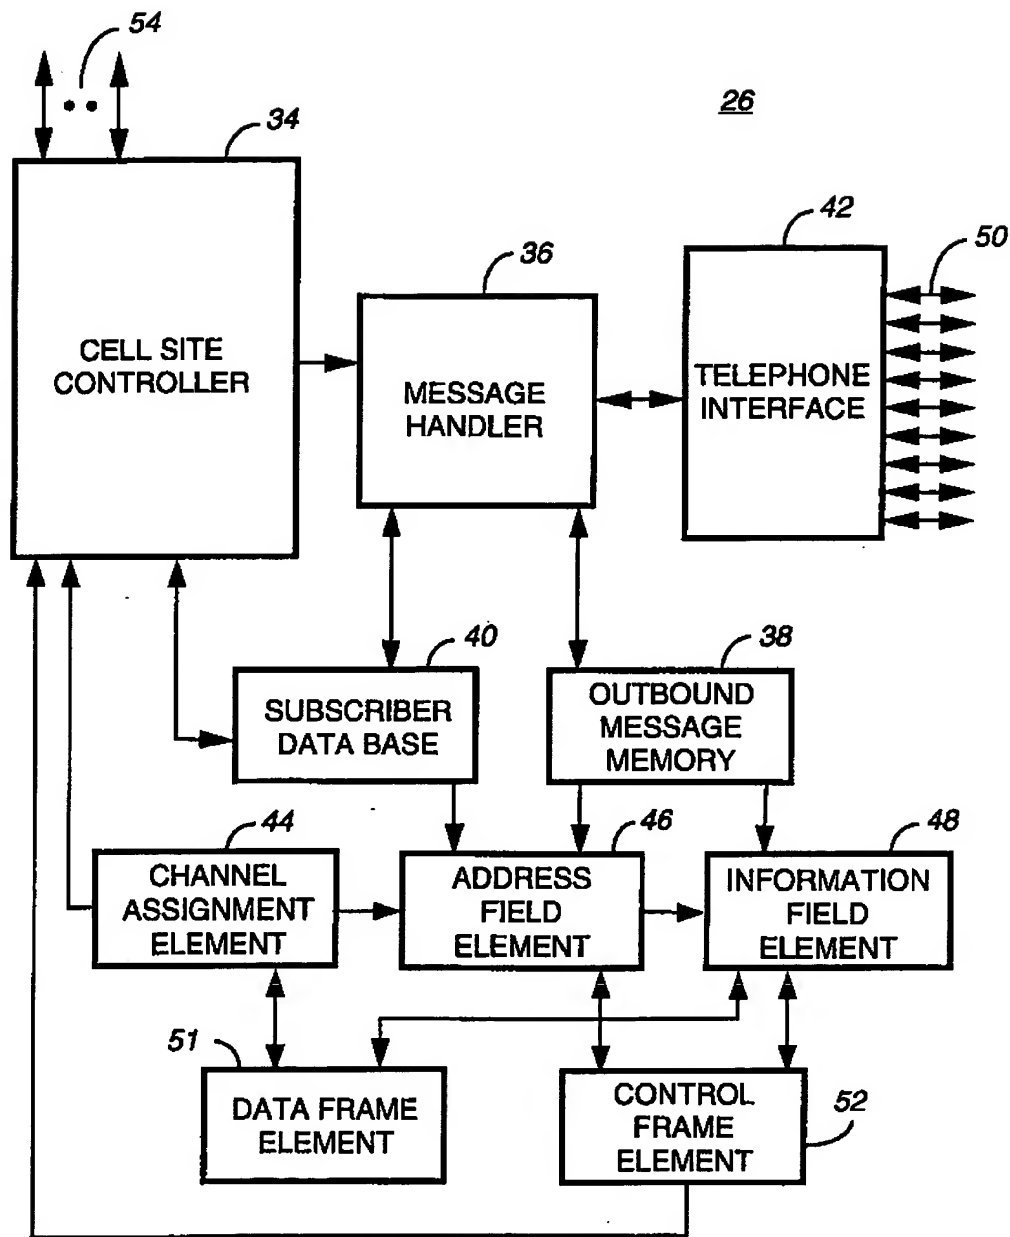 54
26
34
42
50
36
CELL SITE
CONTROLLER
MESSAGE
HANDLER
TELEPHONE
INTERFACE
40
38
SUBSCRIBER
DATA BASE
OUTBOUND
MESSAGE
MEMORY
44
46
48
CHANNEL
ASSIGNMENT
ELEMENT
ADDRESS
FIELD
ELEMENT
INFORMATION
FIELD
ELEMENT
51
DATA FRAME
ELEMENT
CONTROL
FRAME
ELEMENT
52